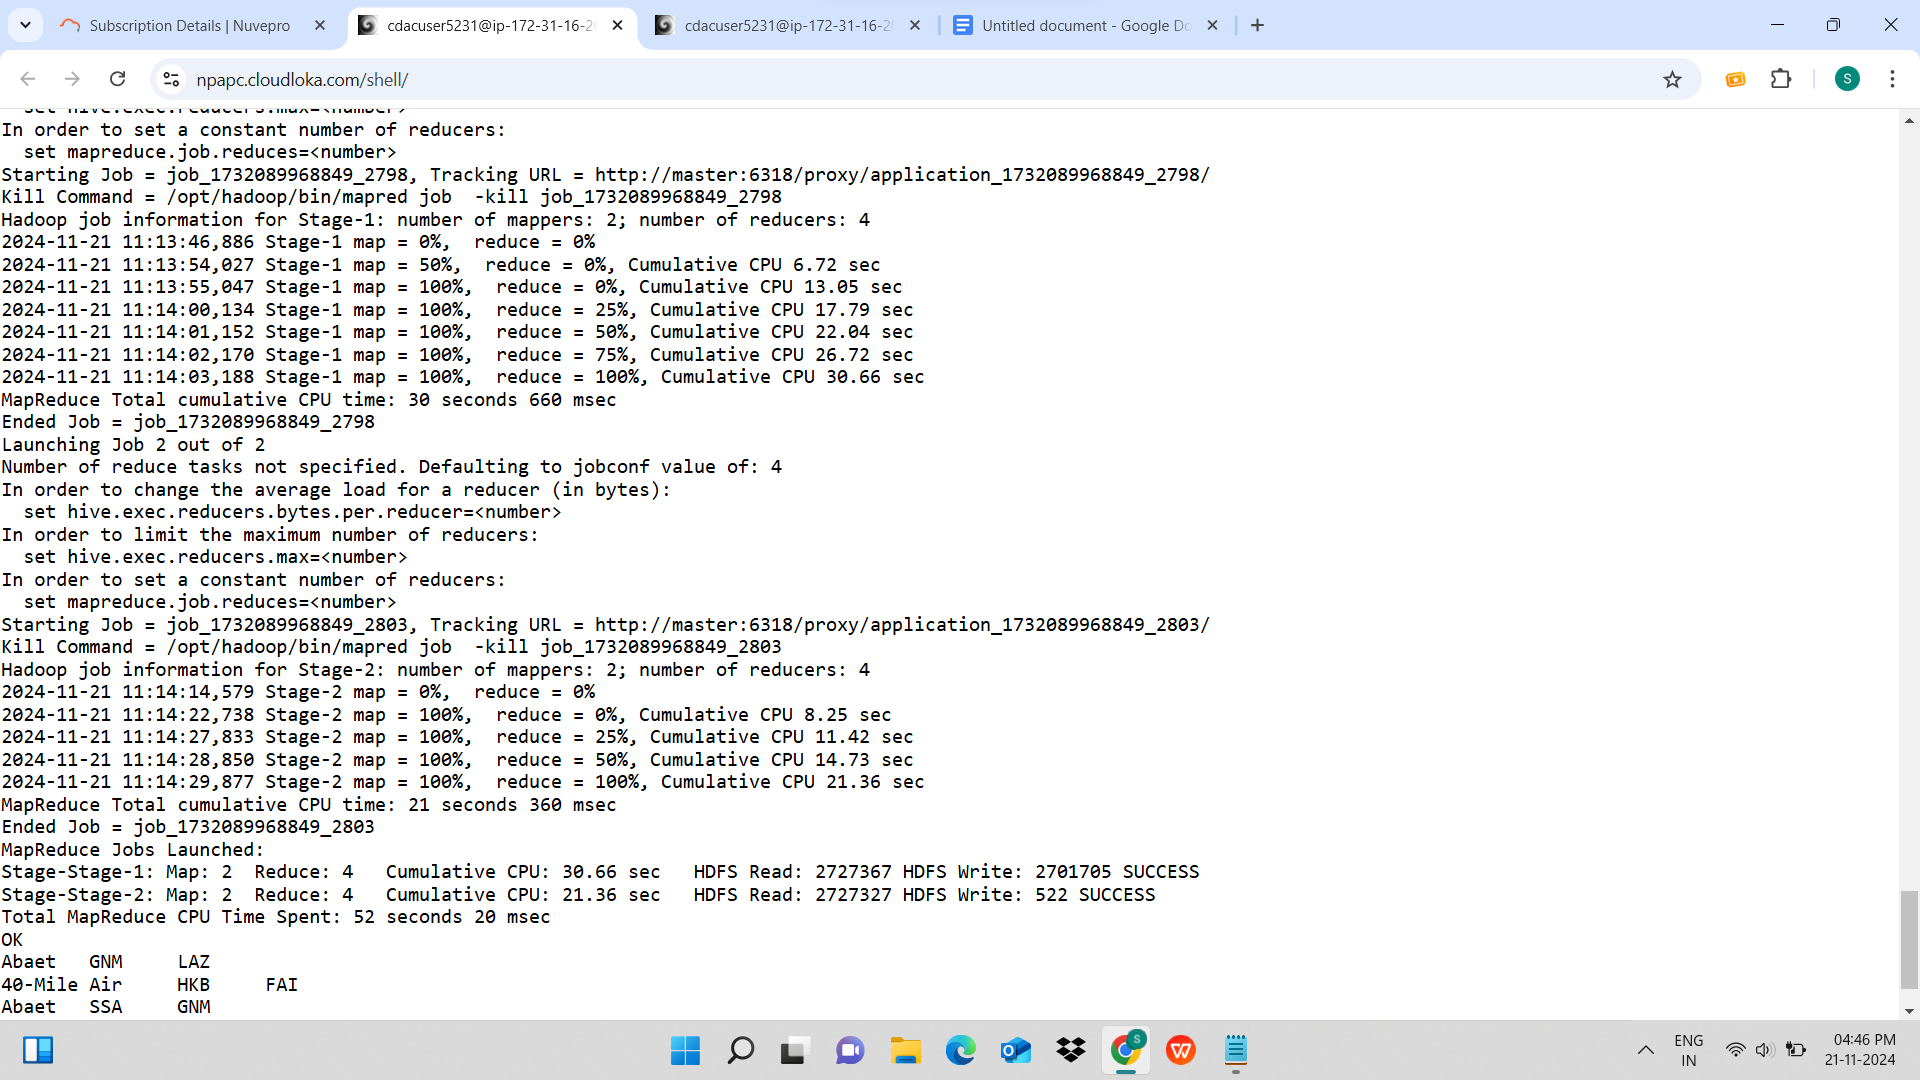 Subscription Details | Nuvepro
cdacuser5231@ip-172-31-16-2
cdacuser5231@ip-172-31-16-2
Untitled document - Google Do
npapc.cloudloka.com/shell/
S
set hive.exec.reducers.max=<number>
In order to set a constant number of reducers:
  set mapreduce.job.reduces=<number>
Starting Job = job_1732089968849_2798, Tracking URL = http://master:6318/proxy/application_1732089968849_2798/
Kill Command = /opt/hadoop/bin/mapred job  -kill job_1732089968849_2798
Hadoop job information for Stage-1: number of mappers: 2; number of reducers: 4
2024-11-21 11:13:46,886 Stage-1 map = 0%,  reduce = 0%
2024-11-21 11:13:54,027 Stage-1 map = 50%,  reduce = 0%, Cumulative CPU 6.72 sec
2024-11-21 11:13:55,047 Stage-1 map = 100%,  reduce = 0%, Cumulative CPU 13.05 sec
2024-11-21 11:14:00,134 Stage-1 map = 100%,  reduce = 25%, Cumulative CPU 17.79 sec
2024-11-21 11:14:01,152 Stage-1 map = 100%,  reduce = 50%, Cumulative CPU 22.04 sec
2024-11-21 11:14:02,170 Stage-1 map = 100%,  reduce = 75%, Cumulative CPU 26.72 sec
2024-11-21 11:14:03,188 Stage-1 map = 100%,  reduce = 100%, Cumulative CPU 30.66 sec
MapReduce Total cumulative CPU time: 30 seconds 660 msec
Ended Job = job_1732089968849_2798
Launching Job 2 out of 2
Number of reduce tasks not specified. Defaulting to jobconf value of: 4
In order to change the average load for a reducer (in bytes):
  set hive.exec.reducers.bytes.per.reducer=<number>
In order to limit the maximum number of reducers:
  set hive.exec.reducers.max=<number>
In order to set a constant number of reducers:
  set mapreduce.job.reduces=<number>
Starting Job = job_1732089968849_2803, Tracking URL = http://master:6318/proxy/application_1732089968849_2803/
Kill Command = /opt/hadoop/bin/mapred job  -kill job_1732089968849_2803
Hadoop job information for Stage-2: number of mappers: 2; number of reducers: 4
2024-11-21 11:14:14,579 Stage-2 map = 0%,  reduce = 0%
2024-11-21 11:14:22,738 Stage-2 map = 100%,  reduce = 0%, Cumulative CPU 8.25 sec
2024-11-21 11:14:27,833 Stage-2 map = 100%,  reduce = 25%, Cumulative CPU 11.42 sec
2024-11-21 11:14:28,850 Stage-2 map = 100%,  reduce = 50%, Cumulative CPU 14.73 sec
2024-11-21 11:14:29,877 Stage-2 map = 100%,  reduce = 100%, Cumulative CPU 21.36 sec
MapReduce Total cumulative CPU time: 21 seconds 360 msec
Ended Job = job_1732089968849_2803
MapReduce Jobs Launched:
Stage-Stage-1: Map: 2  Reduce: 4   Cumulative CPU: 30.66 sec   HDFS Read: 2727367 HDFS Write: 2701705 SUCCESS
Stage-Stage-2: Map: 2  Reduce: 4   Cumulative CPU: 21.36 sec   HDFS Read: 2727327 HDFS Write: 522 SUCCESS
Total MapReduce CPU Time Spent: 52 seconds 20 msec
OK
Abaet   GNM     LAZ
40-Mile Air     HKB     FAI
Abaet   SSA     GNM
ENG
IN
04:46 PM
21-11-2024